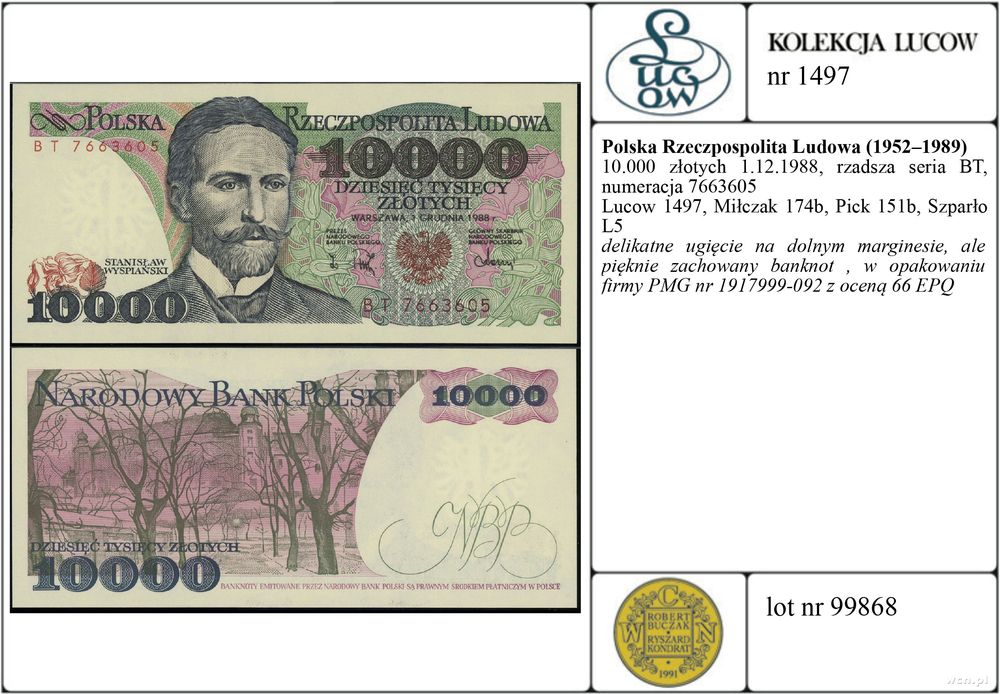 POLSKA
RZECZPOSPOLITA LUDOWA
BT 7663605
10000
DZIESIĘĆ TYSIĘCY
ZŁOTYCH
WARSZAWA, 1 GRUDNIA 1988 r
PREZES
NARODOWEGO
BANKU POLSKIEGO
GŁÓWNY SKARBNIK
NARODOWEGO
BANKU POLSKIEGO
STANISŁAW
WYSPIAŃSKI
10000
BT 7663605
NARODOWY BANK POLSKI
10000
NBP
DZIESIĘĆ TYSIĘCY ZŁOTYCH
10000
BANKNOTY EMITOWANE PRZEZ NARODOWY BANK POLSKI SĄ PRAWNYM ŚRODKIEM PŁATNICZYM W POLSCE
Lucow
KOLEKCJA LUCOW
nr 1497
Polska Rzeczpospolita Ludowa (1952–1989)
10.000 złotych 1.12.1988, rzadsza seria BT,
numeracja 7663605
Lucow 1497, Miłczak 174b, Pick 151b, Szparło
L5
delikatne ugięcie na dolnym marginesie, ale
pięknie zachowany banknot , w opakowaniu
firmy PMG nr 1917999-092 z oceną 66 EPQ
W C N
ROBERT
BUCZAK
RYSZARD
KONDRAT
1991
lot nr 99868
wcn.pl